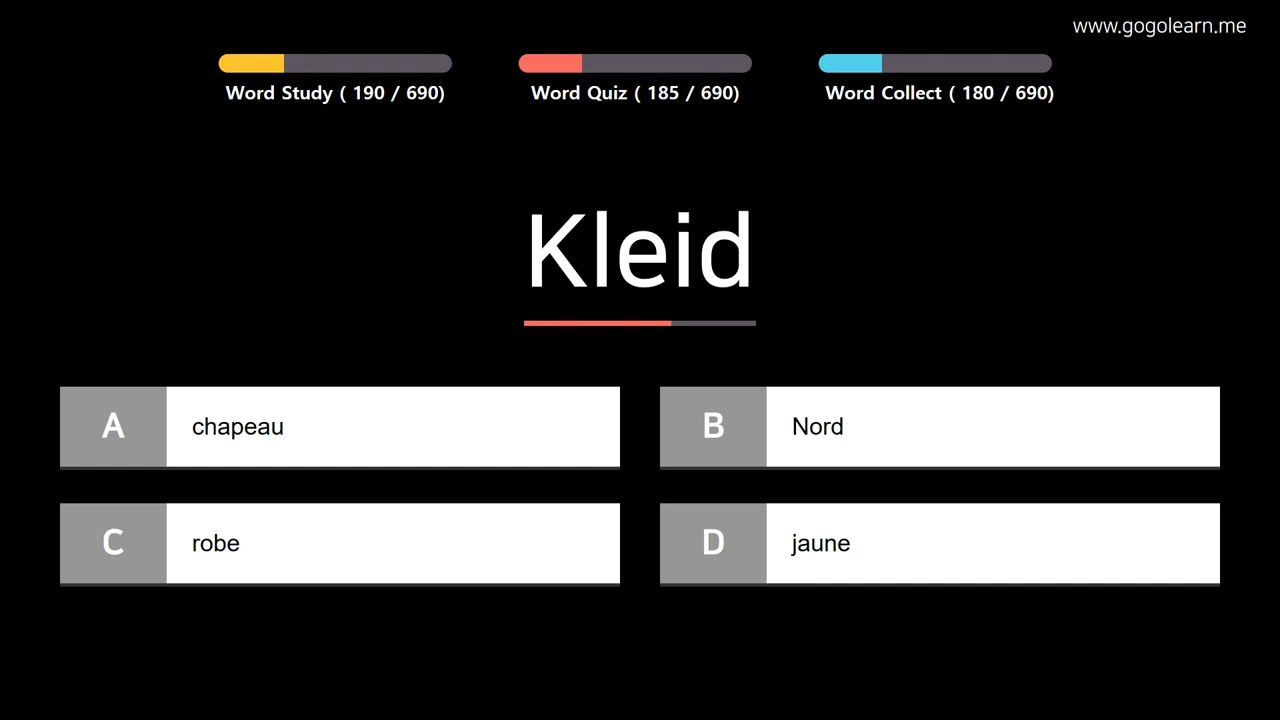 www.gogolearn.me
Word Study ( 190 / 690)
Word Quiz ( 185 / 690)
Word Collect ( 180 / 690)
Kleid
A chapeau
B Nord
C robe
D jaune